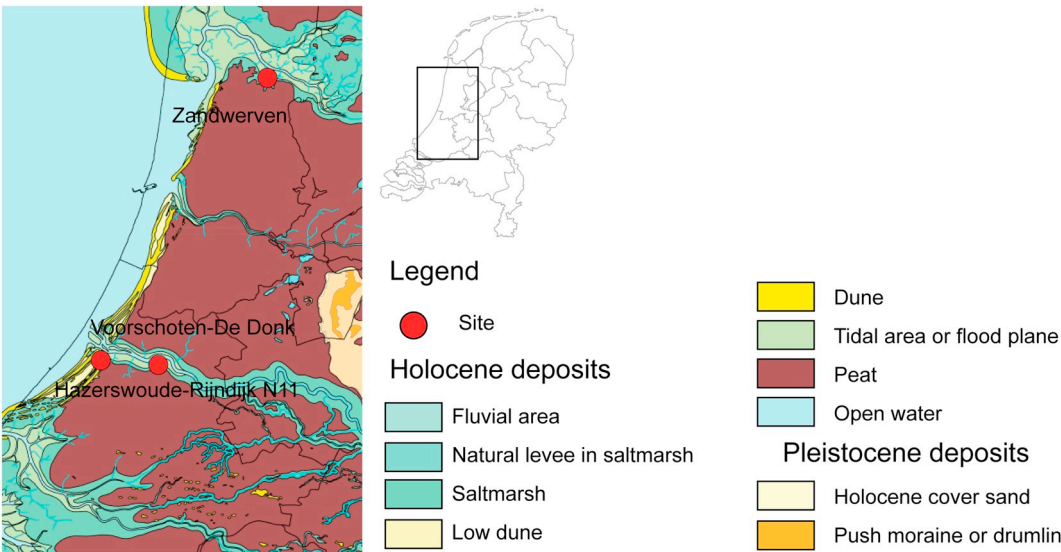 Zandwerven
Voorschoten-De Donk
Hazerswoude-Rijndijk N11
Legend
Site
Holocene deposits
Fluvial area
Natural levee in saltmarsh
Saltmarsh
Low dune
Dune
Tidal area or flood plane
Peat
Open water
Pleistocene deposits
Holocene cover sand
Push moraine or drumlin